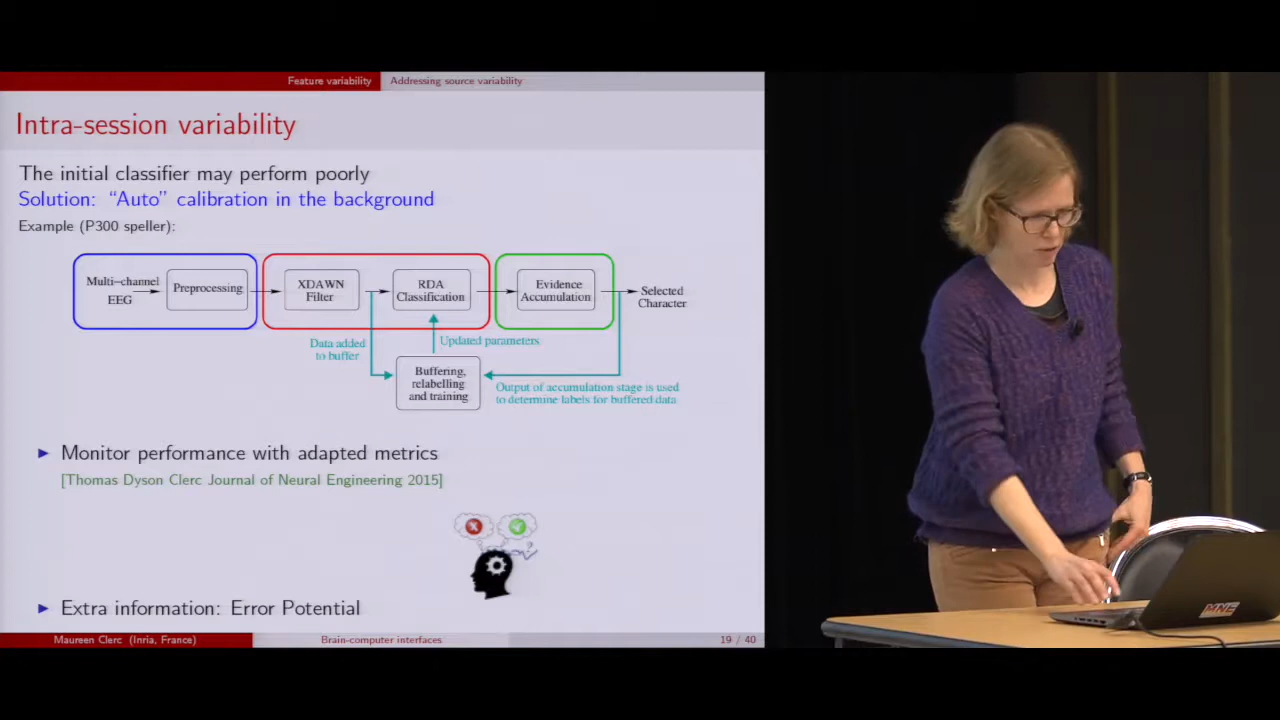 Feature variability
Addressing source variability
Intra-session variability
The initial classifier may perform poorly
Solution: “Auto” calibration in the background
Example (P300 speller):
Multi−channel
EEG
Preprocessing
XDAWN
Filter
RDA
Classification
Evidence
Accumulation
Selected
Character
Data added
to buffer
Updated parameters
Buffering,
relabelling
and training
Output of accumulation stage is used
to determine labels for buffered data
Monitor performance with adapted metrics
[Thomas Dyson Clerc Journal of Neural Engineering 2015]
Extra information: Error Potential
Maureen Clerc (Inria, France)
Brain-computer interfaces
19 / 40
MNE